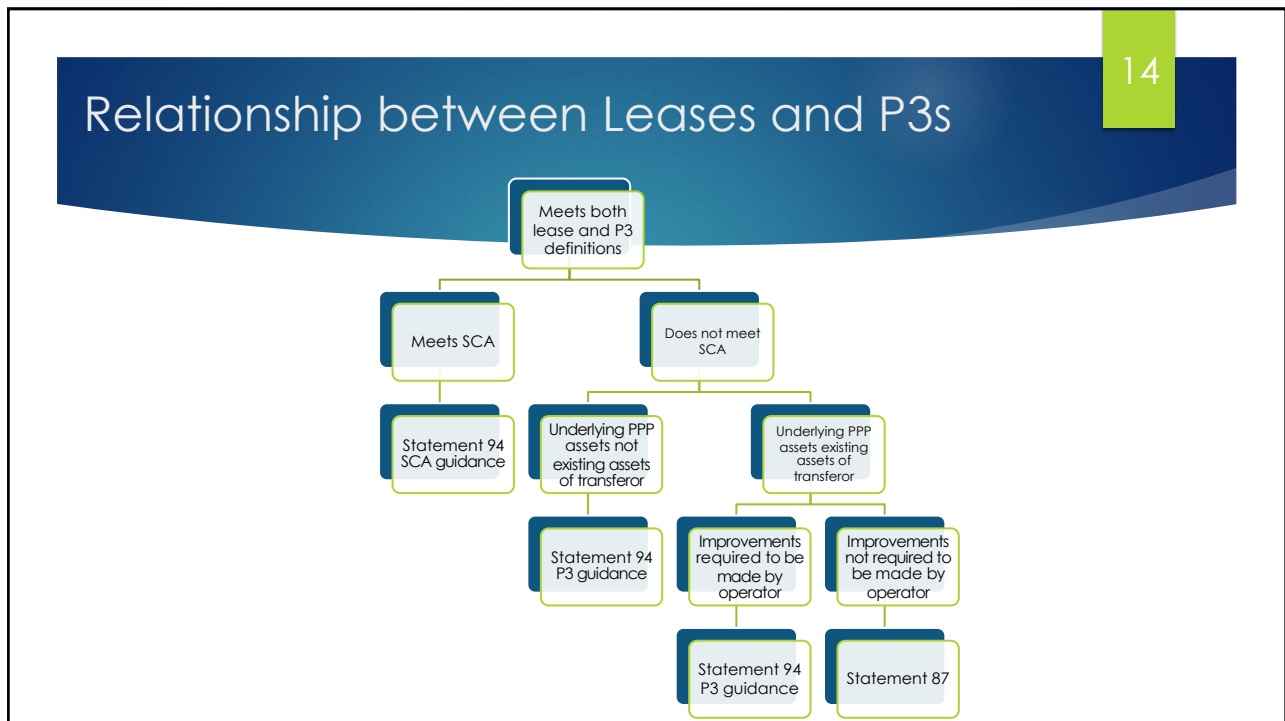 14
Relationship between Leases and P3s
Meets both
lease and P3
definitions
Meets SCA
Does not meet
SCA
Statement 94
SCA guidance
Underlying PPP
assets not
existing assets
of transferor
Underlying PPP
assets existing
assets of
transferor
Statement 94
P3 guidance
Improvements
required to be
made by
operator
Improvements
not required to
be made by
operator
Statement 94
P3 guidance
Statement 87